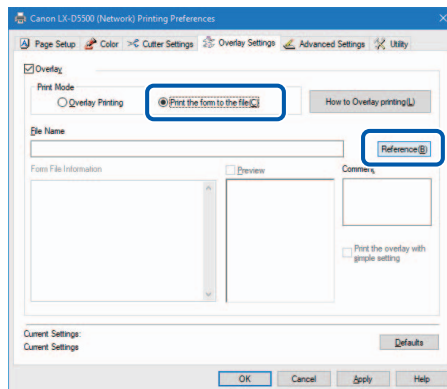 Canon LX-D5500 (Network) Printing Preferences
Page Setup Color Cutter Settings Overlay Settings Advanced Settings Utility
Overlay
Print Mode
Overlay Printing Print the form to the file(C) How to Overlay printing(L)
File Name
Reference(B)
Form File Information Preview Comment
Print the overlay with
simple setting
Current Settings:
Current Settings
Defaults
OK Cancel Apply Help